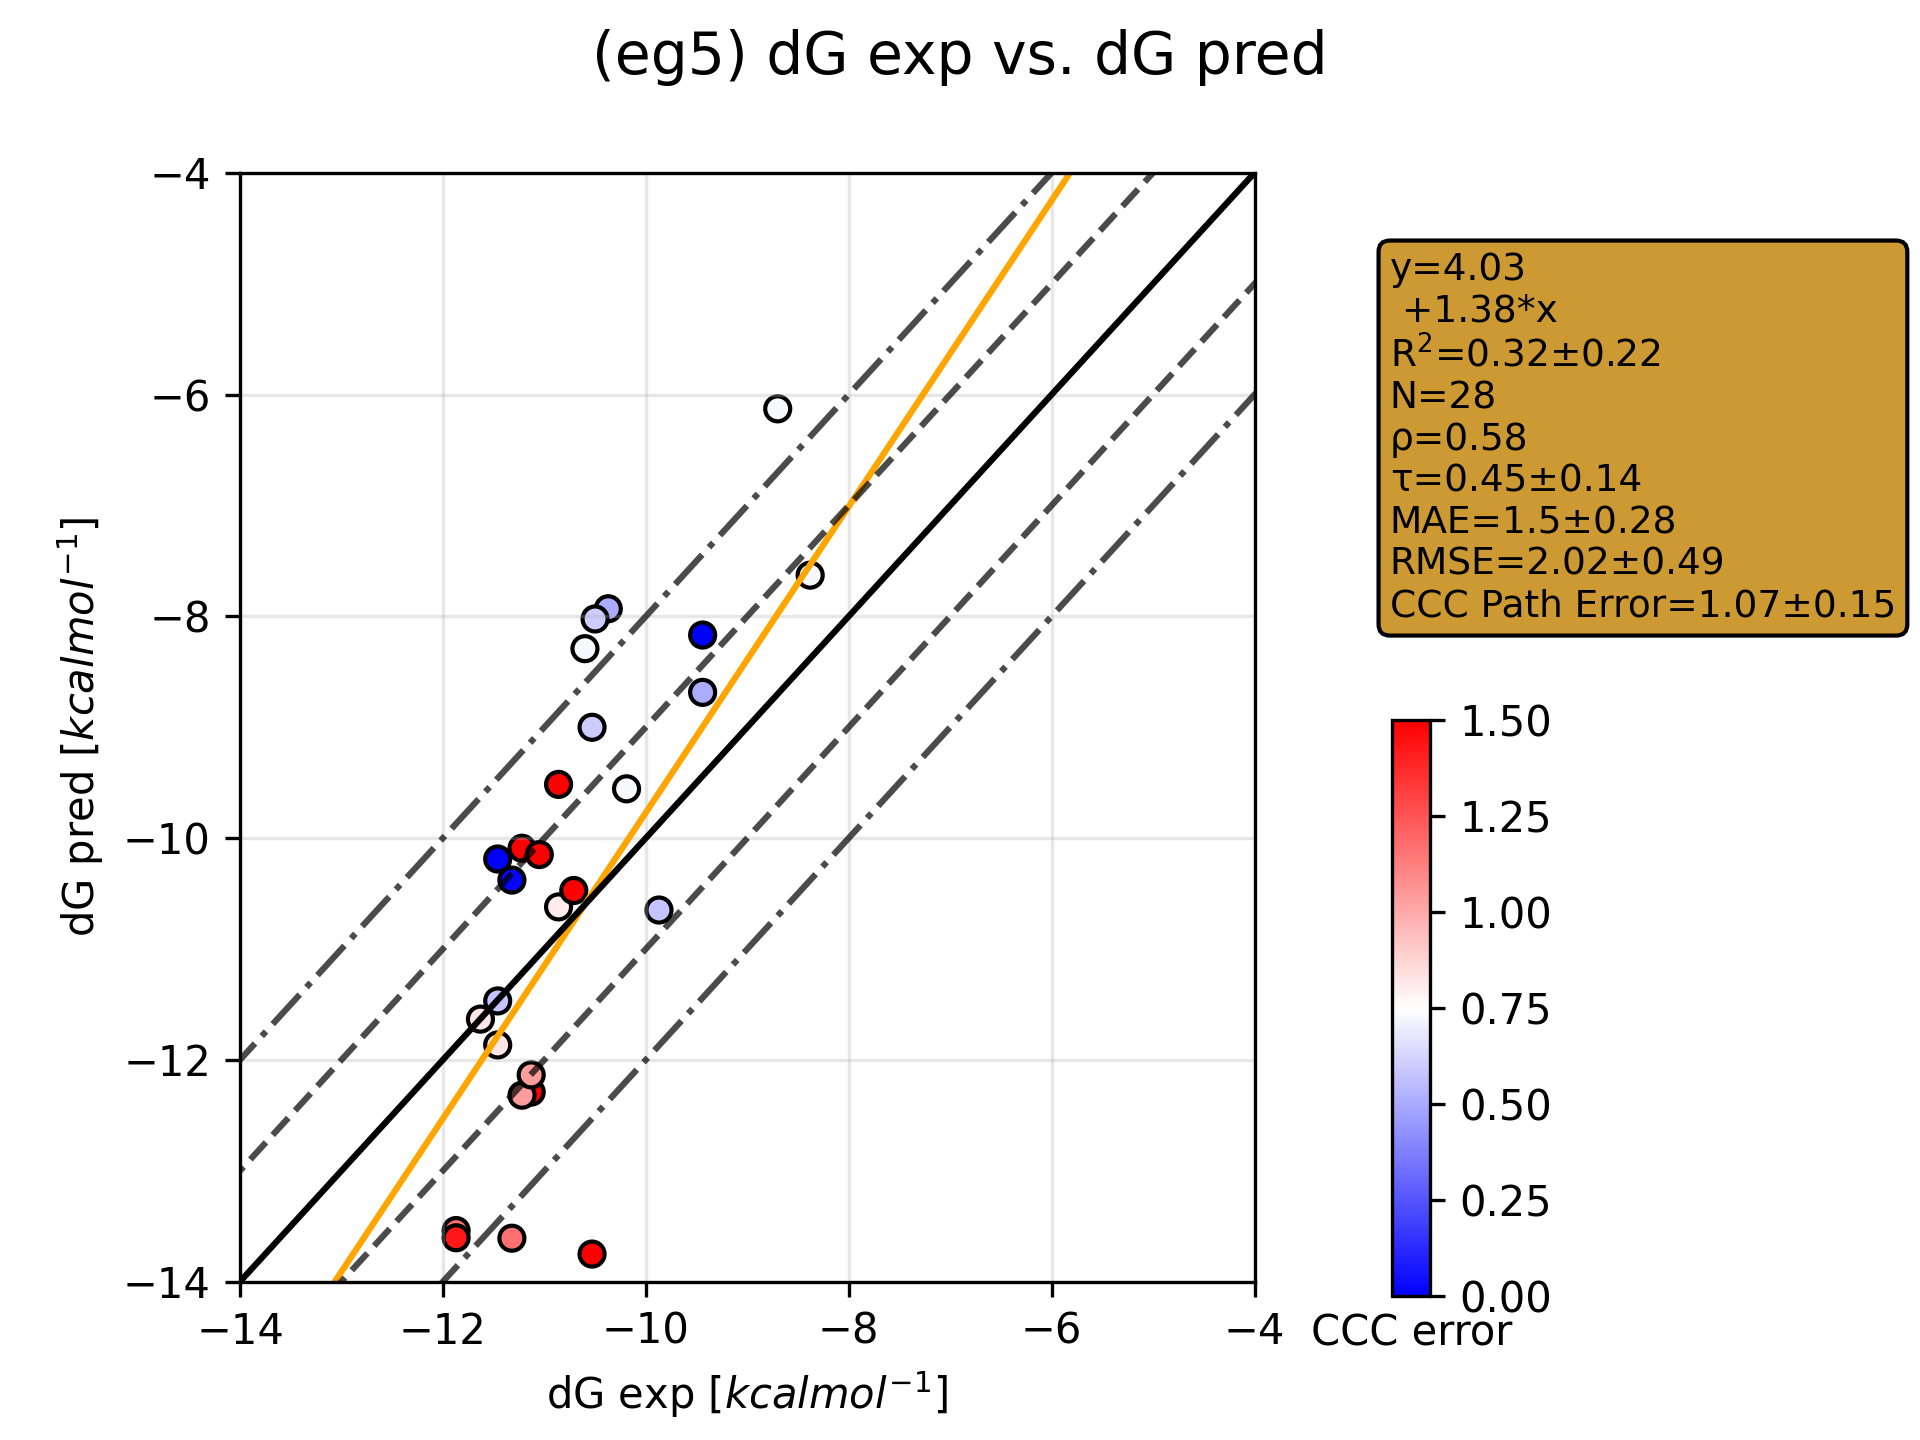 (eg5) dG exp vs. dG pred
−4
−6
−8
−10
−12
−14
dG pred [kcalmol⁻¹]
−14
−12
−10
−8
−6
−4
dG exp [kcalmol⁻¹]
y=4.03
+1.38*x
R²=0.32±0.22
N=28
ρ=0.58
τ=0.45±0.14
MAE=1.5±0.28
RMSE=2.02±0.49
CCC Path Error=1.07±0.15
1.50
1.25
1.00
0.75
0.50
0.25
0.00
CCC error